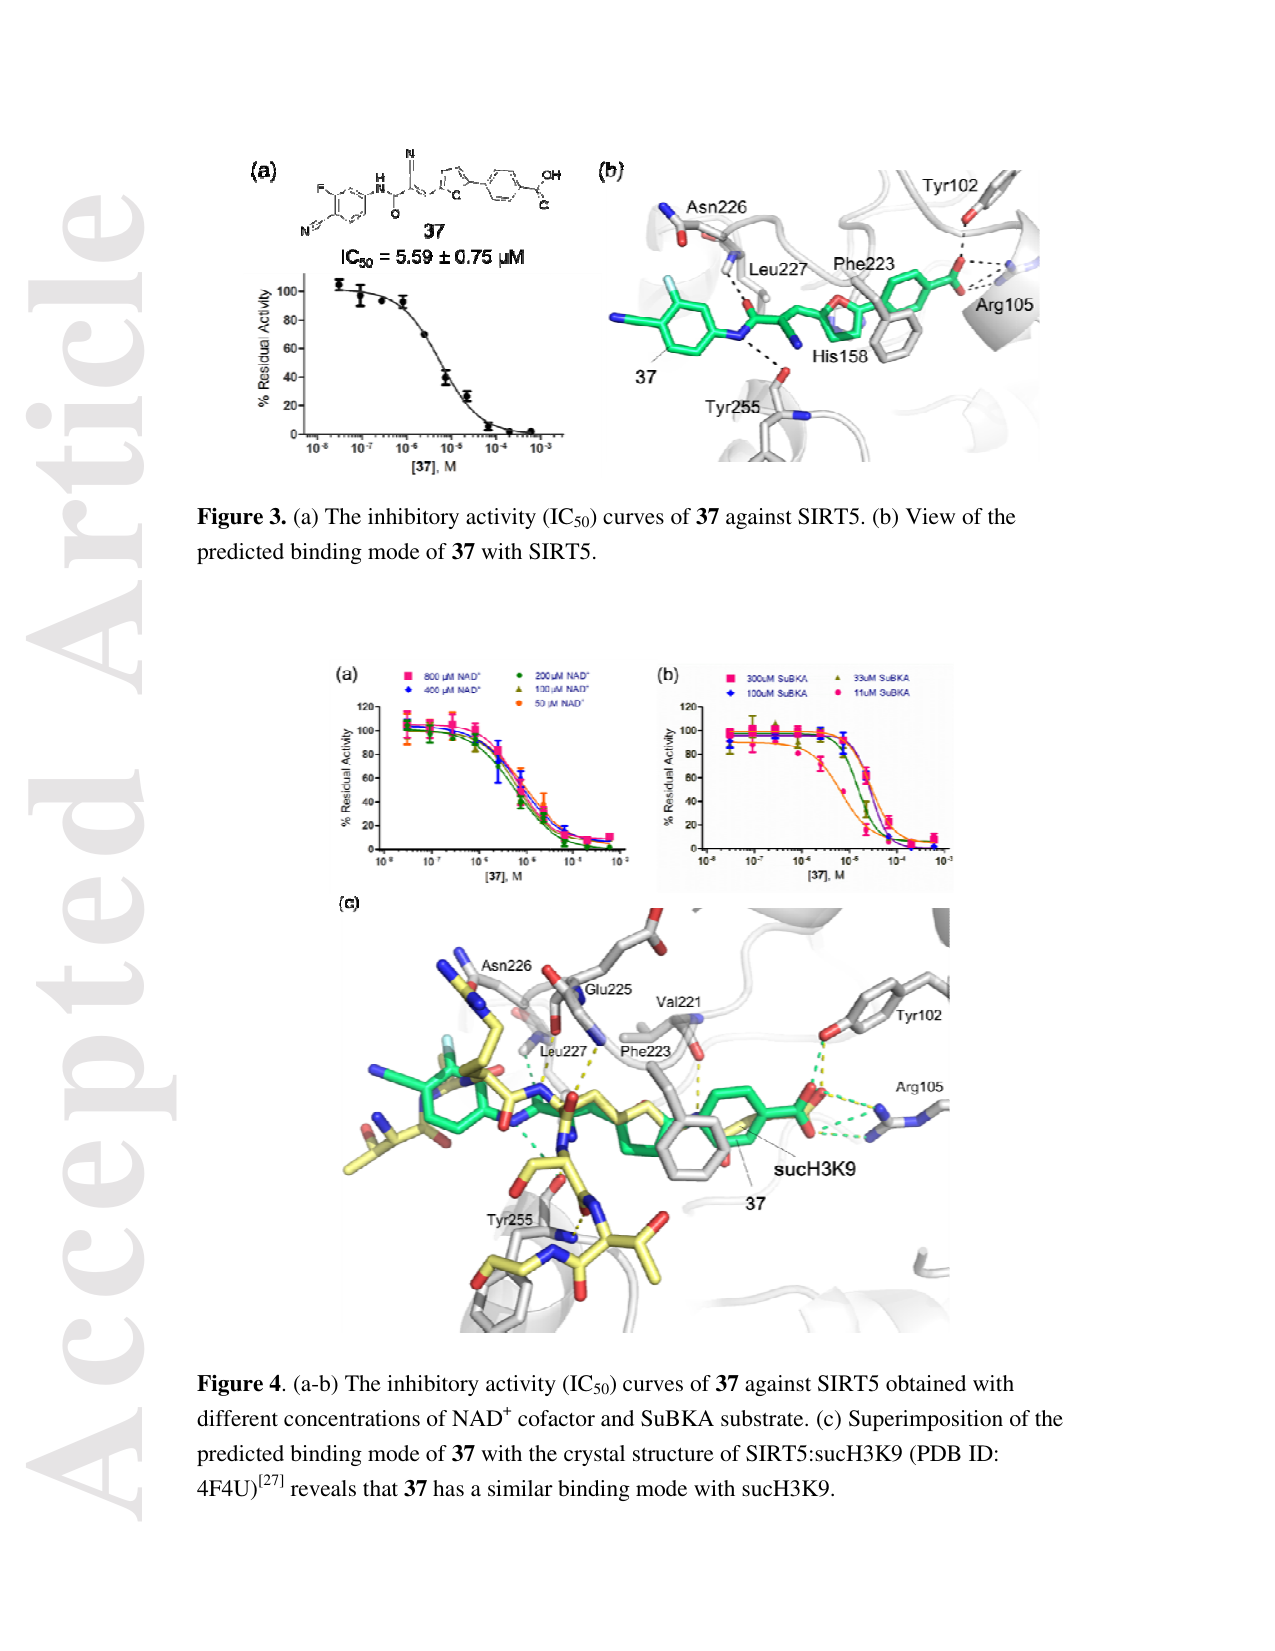 Accepted Article
(a)
N
H
N
F
O
N
OH
37
IC50 = 5.59 ± 0.75 µM
% Residual Activity
100
80
60
40
20
0
10-8 10-7 10-6 10-5 10-4 10-3
[37], M
(b)
Tyr102
Asn226
Leu227
Phe223
Arg105
His158
37
Tyr255
Figure 3. (a) The inhibitory activity (IC50) curves of 37 against SIRT5. (b) View of the
predicted binding mode of 37 with SIRT5.
(a)
800 µM NAD+
400 µM NAD+
200 µM NAD+
100 µM NAD+
50 µM NAD+
% Residual Activity
120
100
80
60
40
20
0
10-8 10-7 10-6 10-5 10-4 10-3
[37], M
(b)
300uM SuBKA
100uM SuBKA
33uM SuBKA
11uM SuBKA
% Residual Activity
120
100
80
60
40
20
0
10-8 10-7 10-6 10-5 10-4 10-3
[37], M
(c)
Asn226
Glu225
Val221
Tyr102
Leu227
Phe223
Arg105
sucH3K9
37
Tyr255
Figure 4. (a-b) The inhibitory activity (IC50) curves of 37 against SIRT5 obtained with
different concentrations of NAD+ cofactor and SuBKA substrate. (c) Superimposition of the
predicted binding mode of 37 with the crystal structure of SIRT5:sucH3K9 (PDB ID:
4F4U)[27] reveals that 37 has a similar binding mode with sucH3K9.